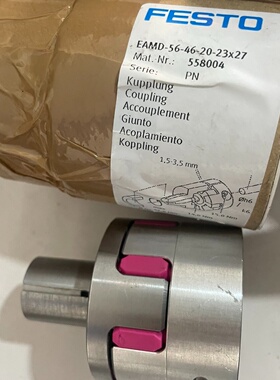 FESTO
EAMD-56-46-20-23x27
Mat.-Nr.: 558004
Serie: PN
Kupplung
Coupling
Accouplement
Giunto
Acoplamiento
Koppling
1,5-3,5 mm